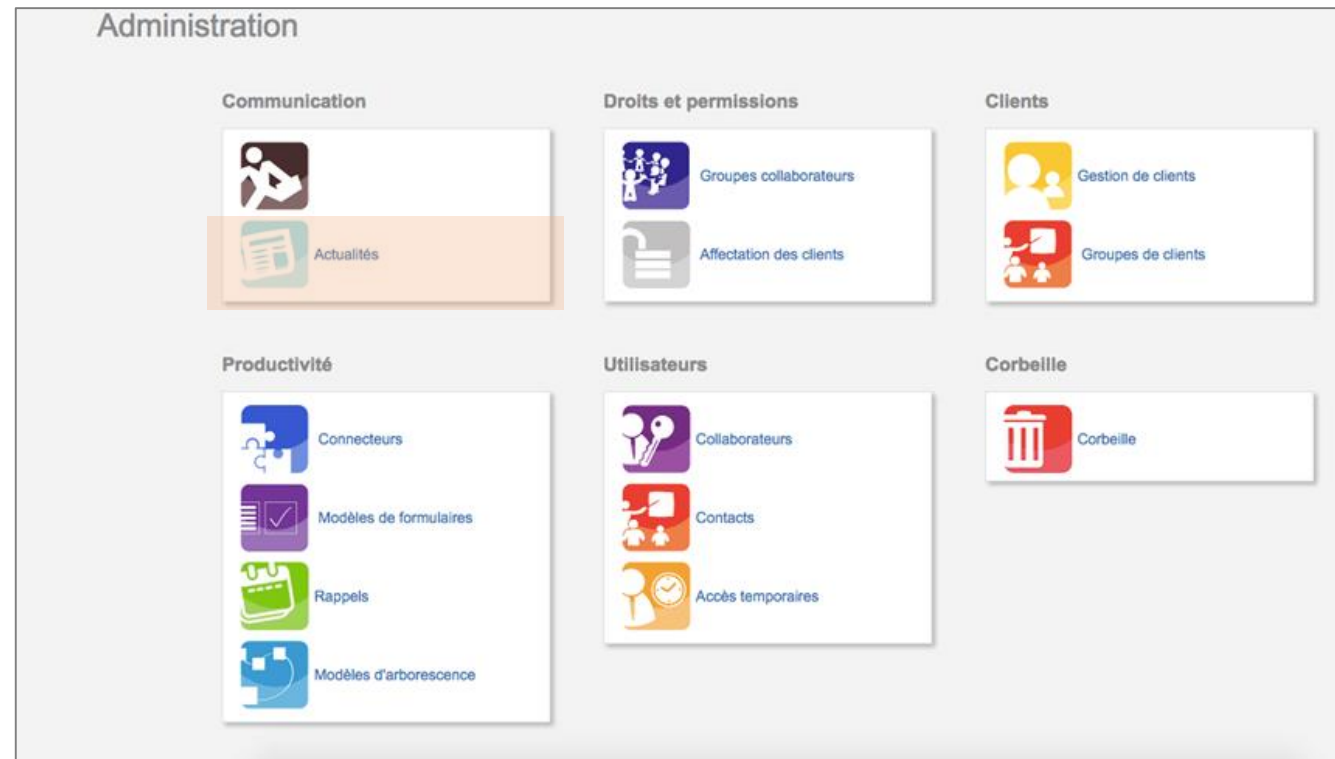 Administration
Communication
Actualités
Droits et permissions
Groupes collaborateurs
Affectation des clients
Clients
Gestion de clients
Groupes de clients
Productivité
Connecteurs
Modèles de formulaires
Rappels
Modèles d'arborescence
Utilisateurs
Collaborateurs
Contacts
Accès temporaires
Corbeille
Corbeille